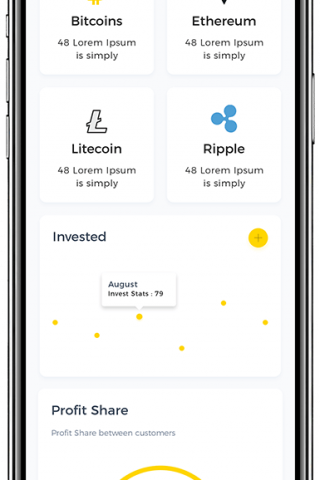 Bitcoins
48 Lorem Ipsum
is simply
Ethereum
48 Lorem Ipsum
is simply
Litecoin
48 Lorem Ipsum
is simply
Ripple
48 Lorem Ipsum
is simply
Invested
August
Invest Stats : 79
Profit Share
Profit Share between customers